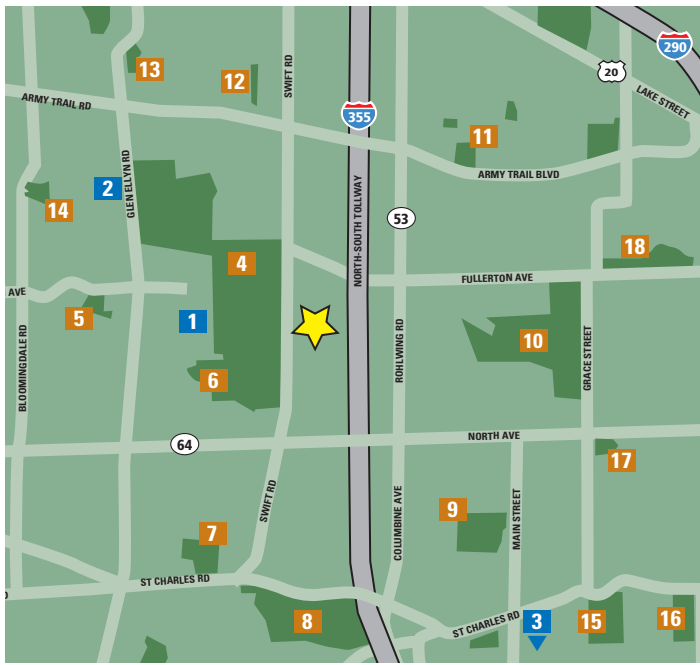 290
SWIFT RD
13
12
20
LAKE STREET
ARMY TRAIL RD
355
11
ARMY TRAIL BLVD
GLEN ELLYN RD
2
14
53
NORTH-SOUTH TOLLWAY
18
4
FULLERTON AVE
AVE
5
1
BLOOMINGDALE RD
ROHLWING RD
10
GRACE STREET
6
64
NORTH AVE
17
SWIFT RD
COLUMBINE AVE
9
MAIN STREET
7
ST CHARLES RD
D
8
ST CHARLES RD
3
15
16